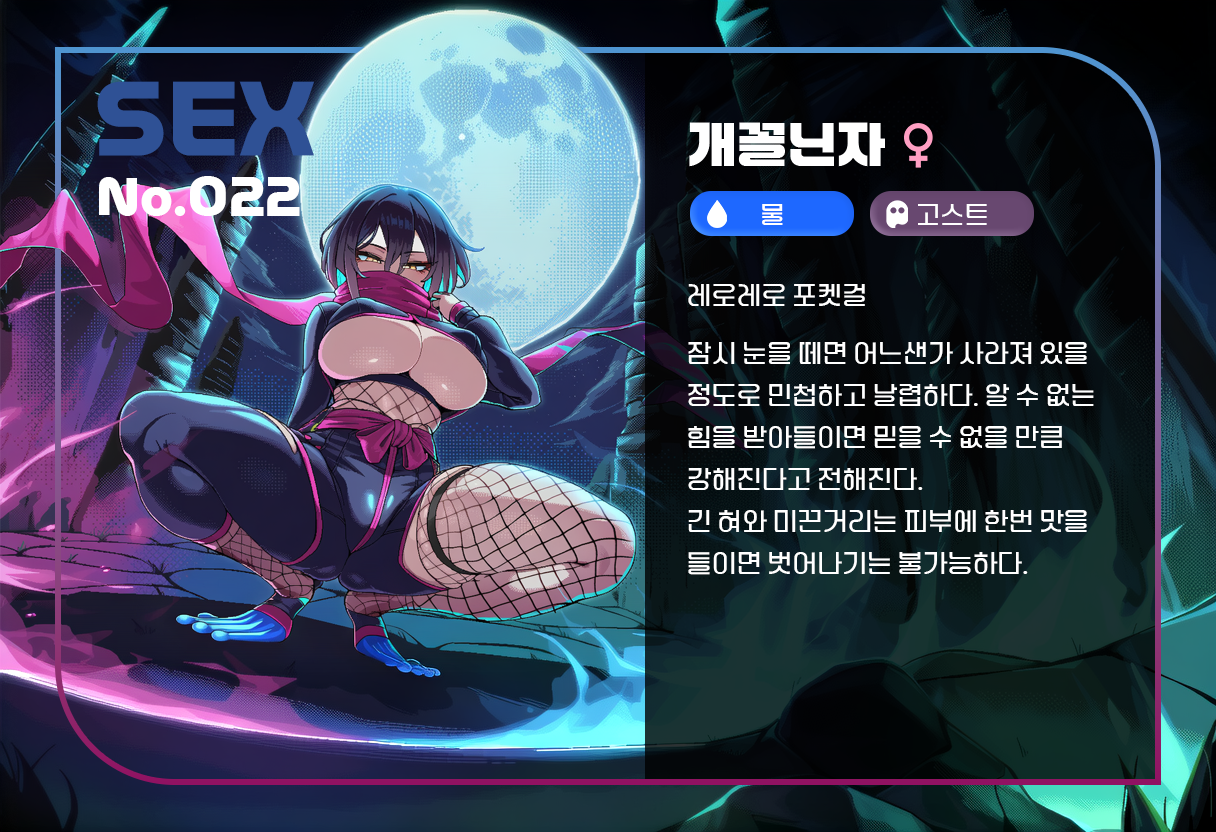 SEX
No.022
개꼴닌자 ♀
물
고스트
레로레로 포켓걸
잠시 눈을 떼면 어느샌가 사라져 있을
정도로 민첩하고 날렵하다. 알 수 없는
힘을 받아들이면 믿을 수 없을 만큼
강해진다고 전해진다.
긴 혀와 미끈거리는 피부에 한번 맛을
들이면 벗어나기는 불가능하다.